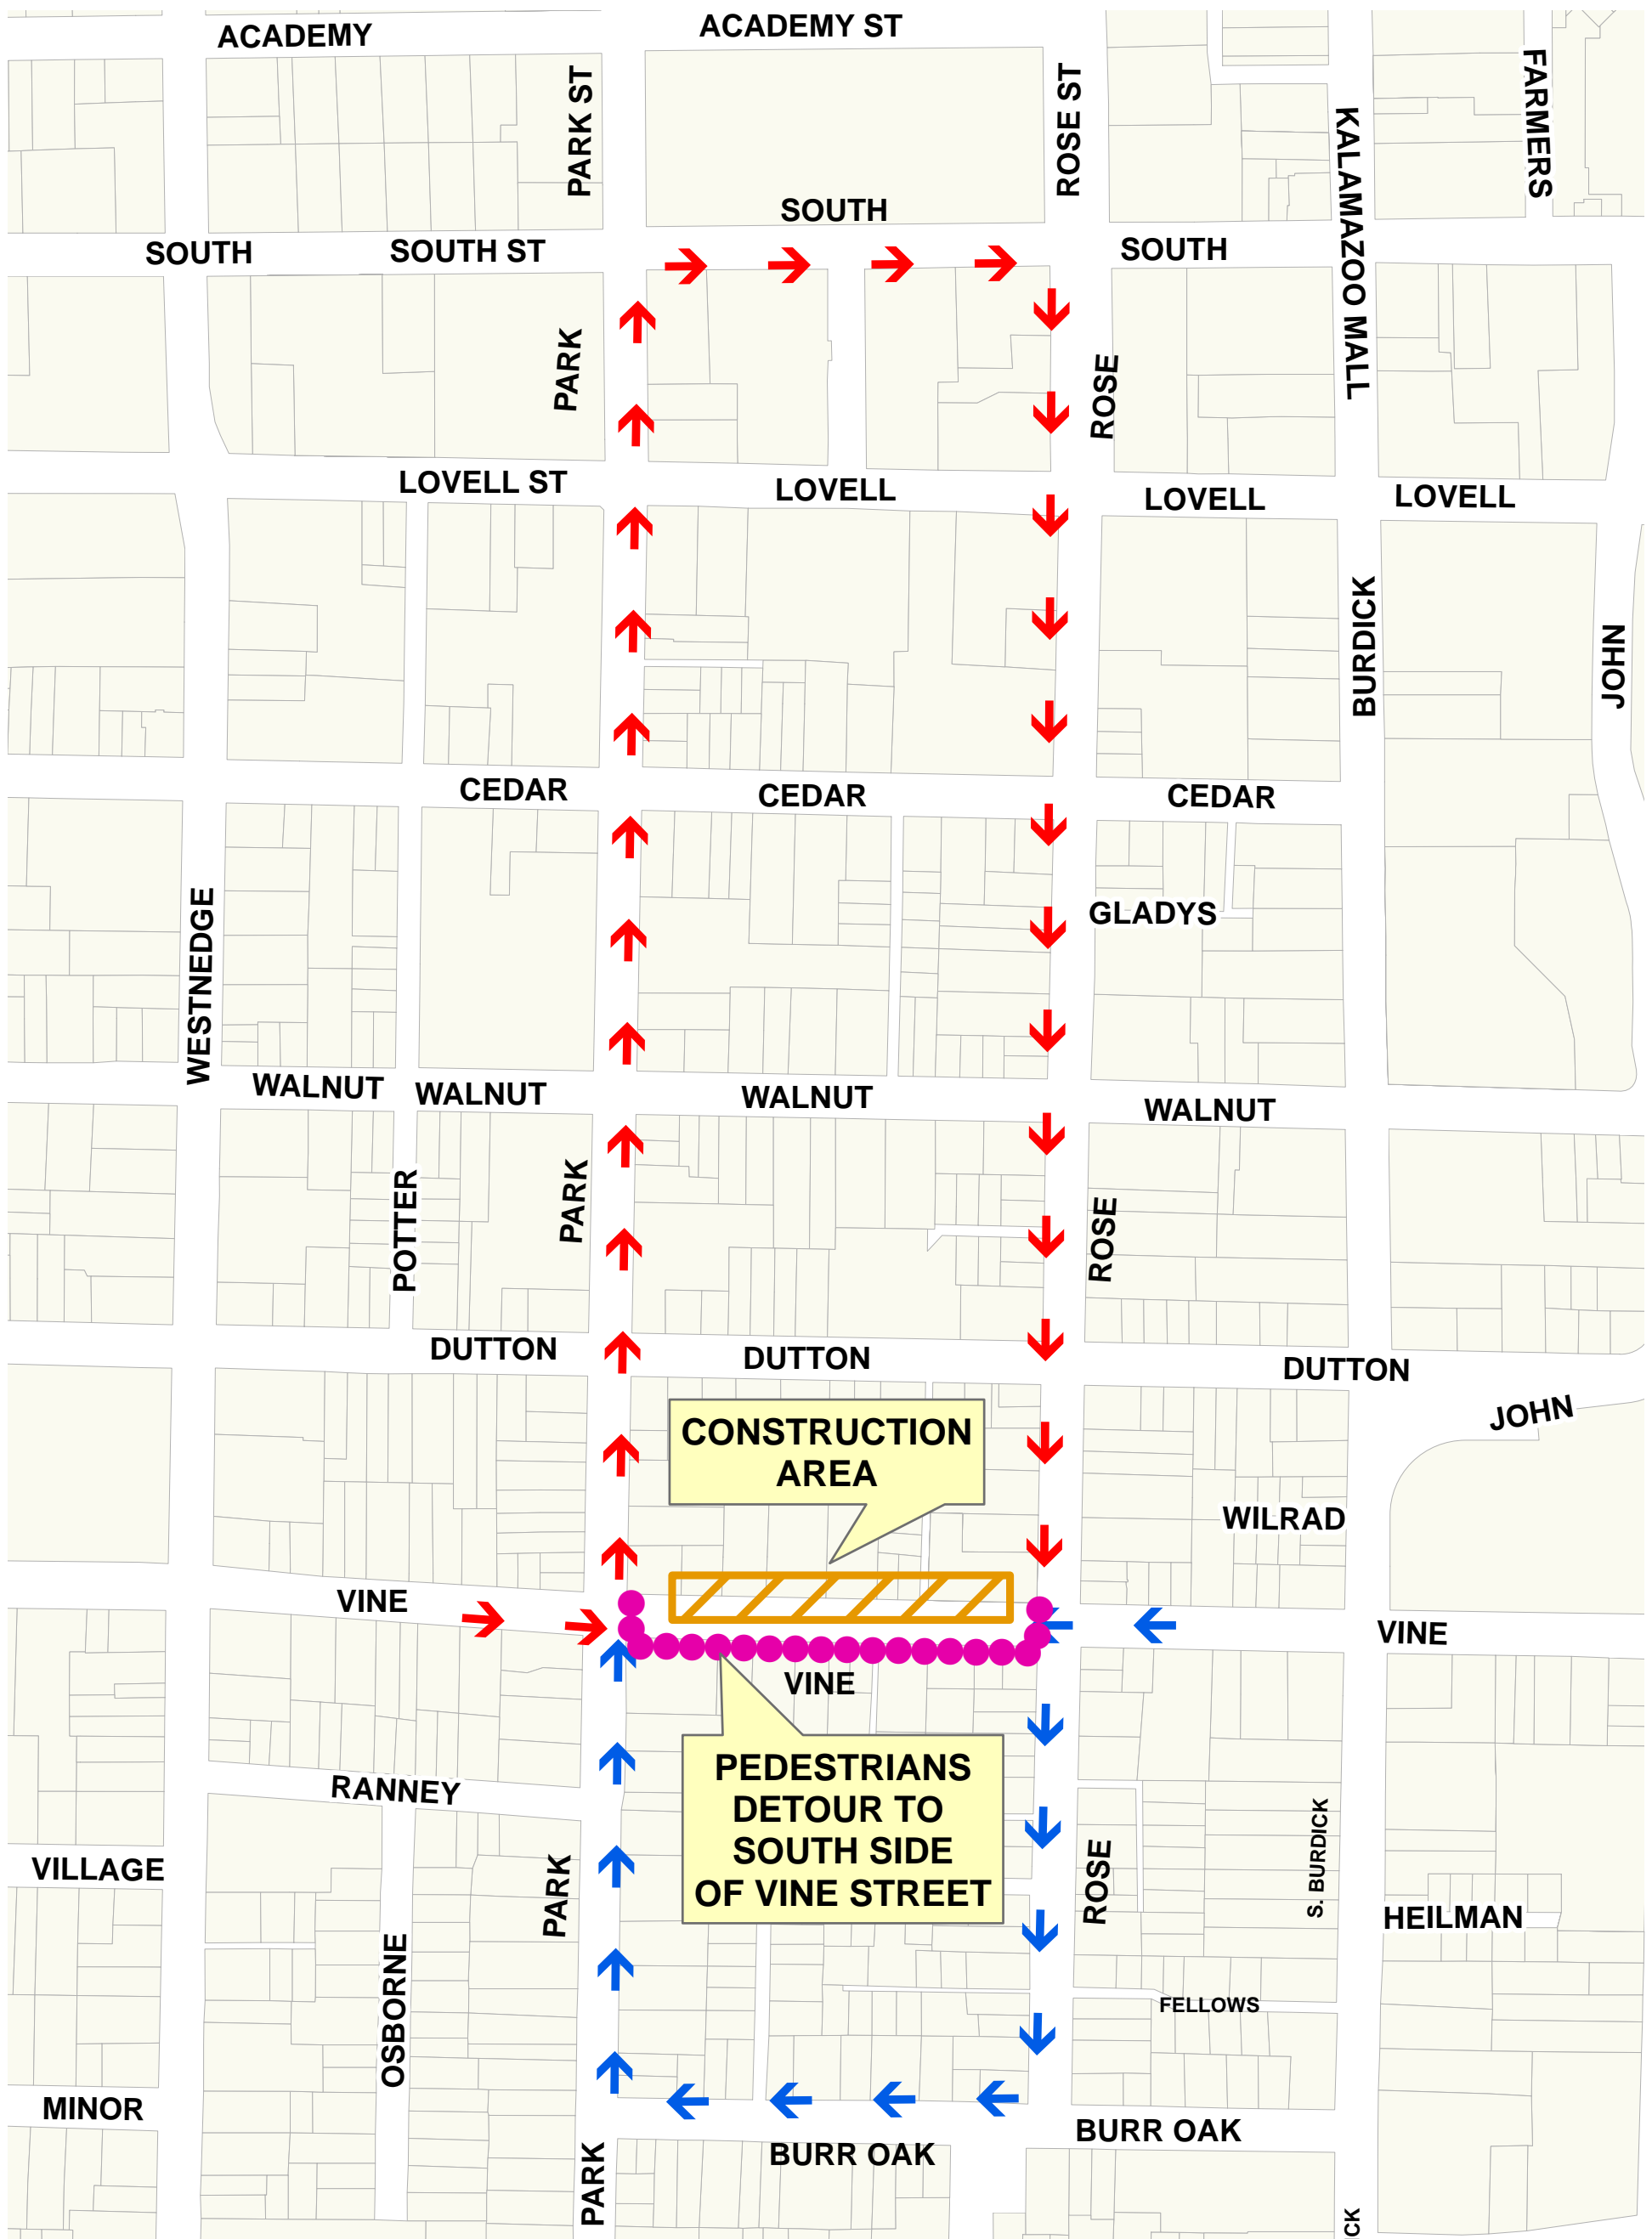 ACADEMY
ACADEMY ST
PARK ST
ROSE ST
KALAMAZOO MALL
FARMERS
SOUTH
SOUTH
SOUTH ST
SOUTH
PARK
ROSE
LOVELL ST
LOVELL
LOVELL
LOVELL
BURDICK
JOHN
CEDAR
CEDAR
CEDAR
WESTNEDGE
GLADYS
WALNUT
WALNUT
WALNUT
WALNUT
POTTER
PARK
ROSE
DUTTON
DUTTON
DUTTON
JOHN
CONSTRUCTION
AREA
WILRAD
VINE
VINE
VINE
PEDESTRIANS
DETOUR TO
SOUTH SIDE
OF VINE STREET
RANNEY
VILLAGE
PARK
ROSE
S. BURDICK
HEILMAN
OSBORNE
FELLOWS
MINOR
BURR OAK
BURR OAK
PARK
CK